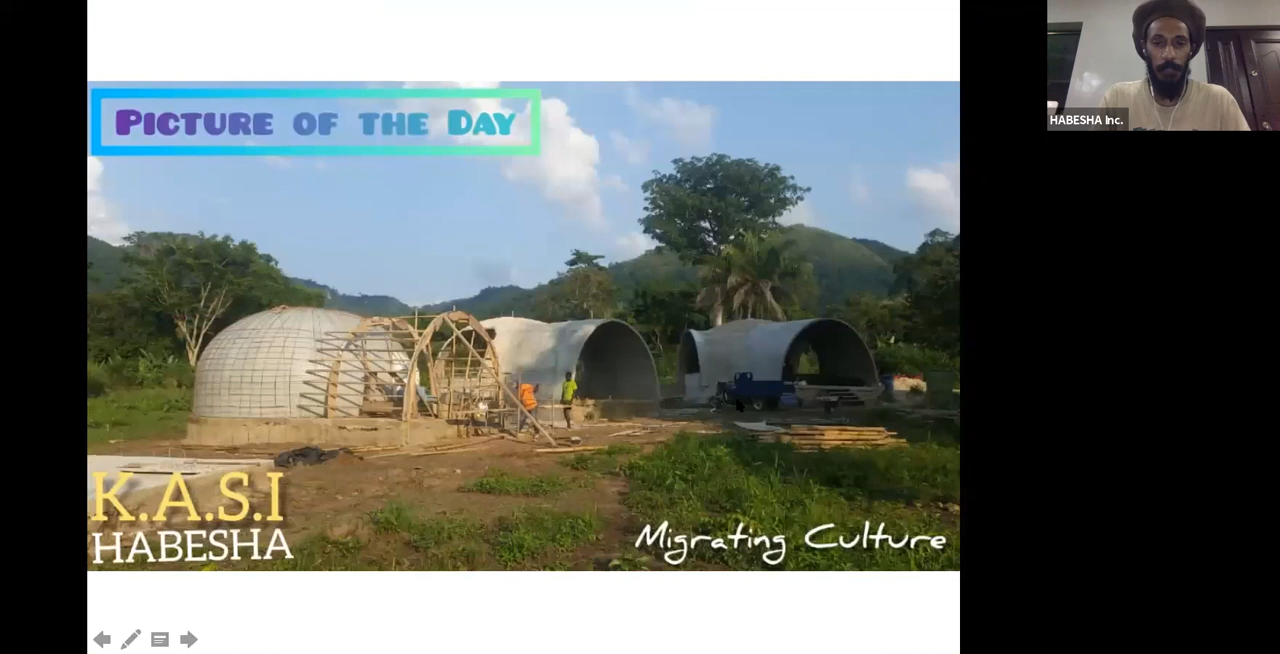 Picture of the Day
HABESHA Inc.
K.A.S.I
HABESHA
Migrating Culture